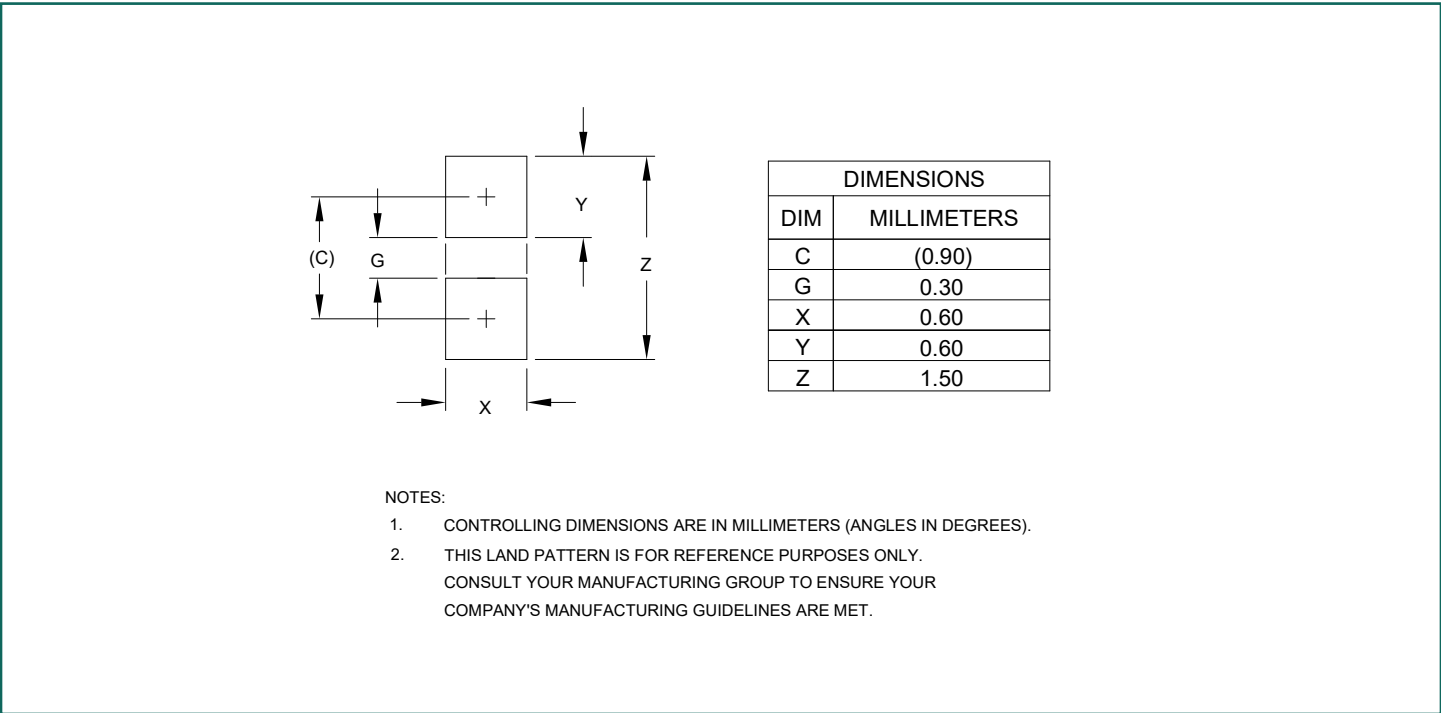 Y
(C)
G
Z
X
DIMENSIONS
DIM MILLIMETERS
C (0.90)
G 0.30
X 0.60
Y 0.60
Z 1.50
NOTES:
1. CONTROLLING DIMENSIONS ARE IN MILLIMETERS (ANGLES IN DEGREES).
2. THIS LAND PATTERN IS FOR REFERENCE PURPOSES ONLY.
CONSULT YOUR MANUFACTURING GROUP TO ENSURE YOUR
COMPANY'S MANUFACTURING GUIDELINES ARE MET.